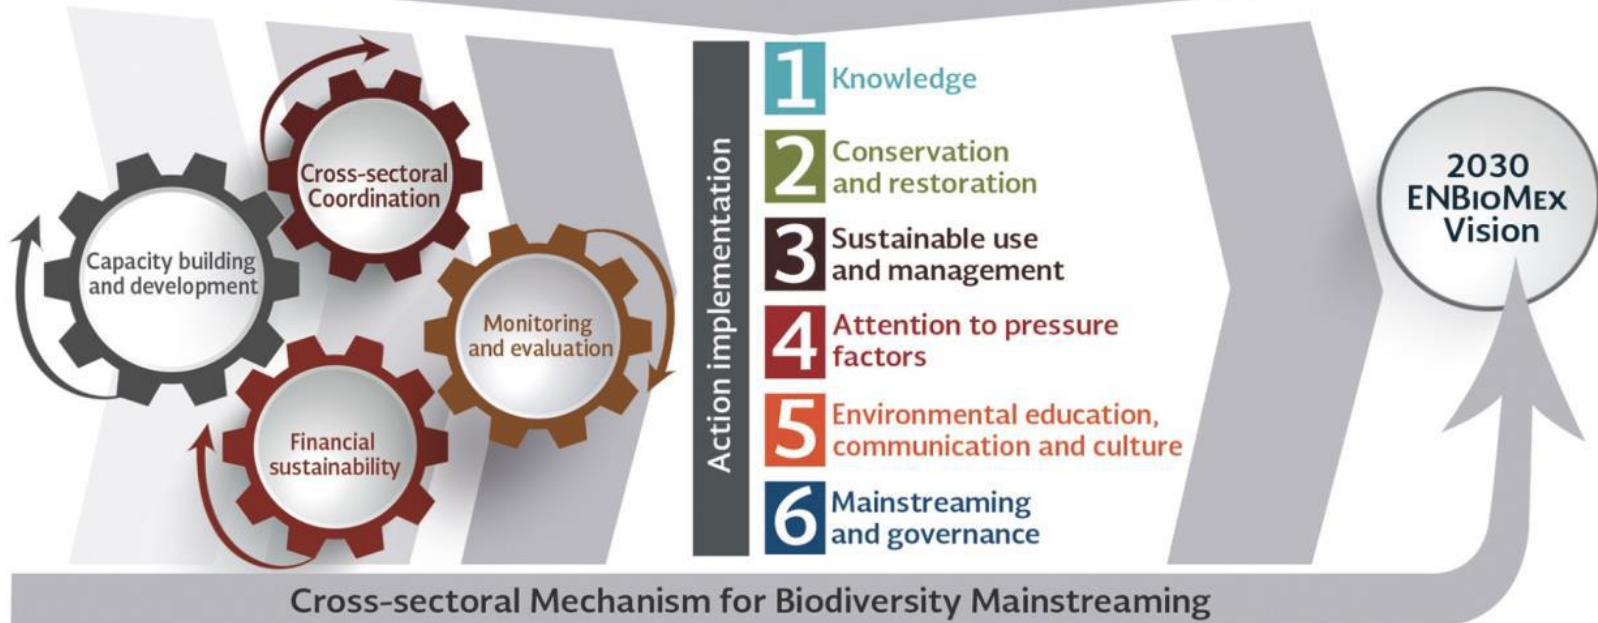 Cross-sectoral
Coordination
Capacity building
and development
Monitoring
and evaluation
Financial
sustainability
Action implementation
1 Knowledge
2 Conservation
and restoration
3 Sustainable use
and management
4 Attention to pressure
factors
5 Environmental education,
communication and culture
6 Mainstreaming
and governance
2030
ENBIOMEX
Vision
Cross-sectoral Mechanism for Biodiversity Mainstreaming